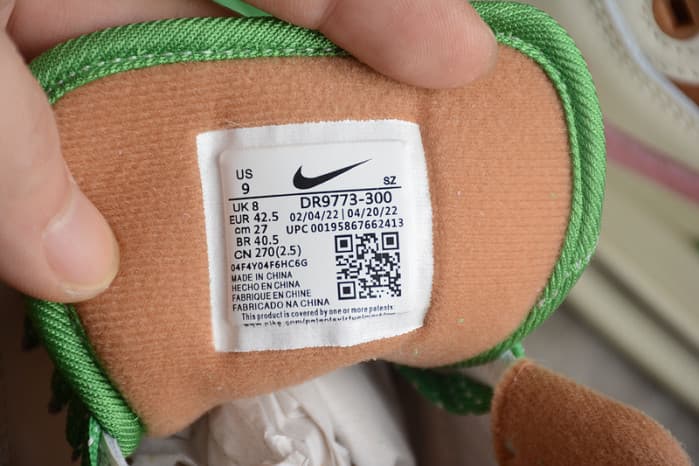 US
9
SZ
UK 8
DR9773-300
EUR 42.5
02/04/22 | 04/20/22
cm 27
UPC 00195867662413
BR 40.5
CN 270(2.5)
04F4Y04F6HC6G
MADE IN CHINA
HECHO EN CHINA
FABRIQUE EN CHINE
FABRICADO NA CHINA
This product is covered by one or more patents.